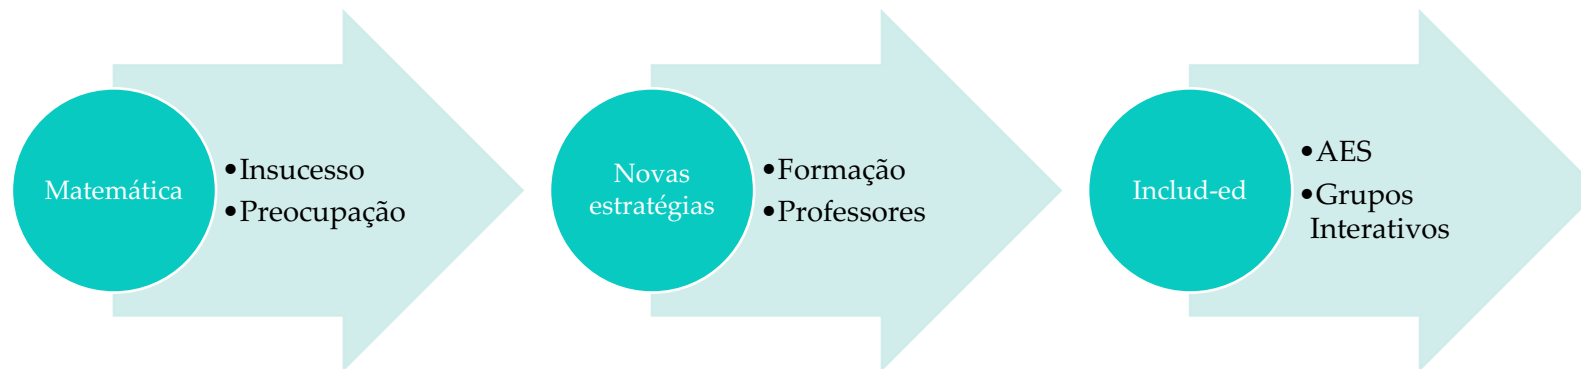 Matemática
•Insucesso
•Preocupação
Novas
estratégias
•Formação
•Professores
Includ-ed
•AES
•Grupos
Interativos